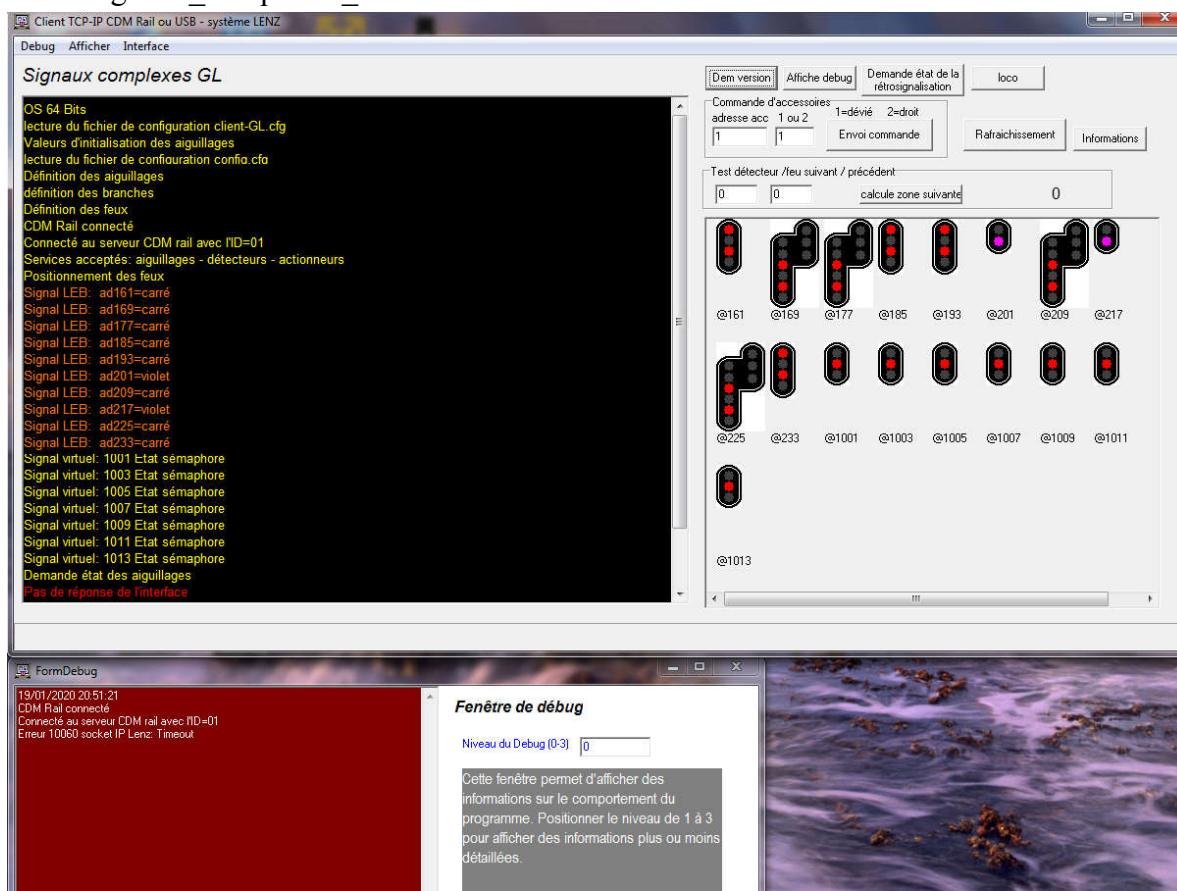 Client TCP-IP CDM Rail ou USB - système LENZ
Debug Afficher Interface
Signaux complexes GL
OS 64 Bits
lecture du fichier de configuration client-GL.cfg
Valeurs d'initialisation des aiguillages
lecture du fichier de configuration config.cfg
Définition des aiguillages
définition des branches
Définition des feux
CDM Rail connecté
Connecté au serveur CDM rail avec l'ID=01
Services acceptés: aiguillages - détecteurs - actionneurs
Positionnement des feux
Signal LEB: ad161=carré
Signal LEB: ad169=carré
Signal LEB: ad177=carré
Signal LEB: ad185=carré
Signal LEB: ad193=carré
Signal LEB: ad201=violet
Signal LEB: ad209=carré
Signal LEB: ad217=violet
Signal LEB: ad225=carré
Signal LEB: ad233=carré
Signal virtuel: 1001 Etat sémaphore
Signal virtuel: 1003 Etat sémaphore
Signal virtuel: 1005 Etat sémaphore
Signal virtuel: 1007 Etat sémaphore
Signal virtuel: 1009 Etat sémaphore
Signal virtuel: 1011 Etat sémaphore
Signal virtuel: 1013 Etat sémaphore
Demande état des aiguillages
Pas de réponse de l'interface
Dem version Affiche debug Demande état de la rétrosignalisation loco
Commande d'accessoires
adresse acc 1 ou 2 1=dévié 2=droit
1 1 Envoi commande Rafraichissement Informations
Test détecteur /feu suivant / précédent
0 0 calcule zone suivante 0
@161 @169 @177 @185 @193 @201 @209 @217
@225 @233 @1001 @1003 @1005 @1007 @1009 @1011
@1013
FormDebug
19/01/2020 20:51:21
CDM Rail connecté
Connecté au serveur CDM rail avec l'ID=01
Erreur 10060 socket IP Lenz: Timeout
Fenêtre de débug
Niveau du Debug (0-3) 0
Cette fenêtre permet d'afficher des
informations sur le comportement du
programme. Positionner le niveau de 1 à 3
pour afficher des informations plus ou moins
détaillées.